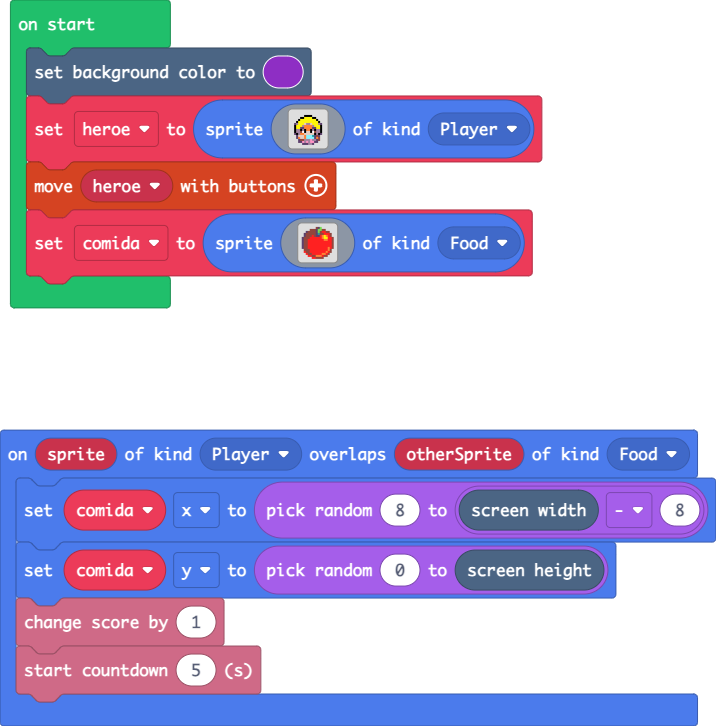 on start
set background color to
set heroe to sprite of kind Player
move heroe with buttons
set comida to sprite of kind Food
on sprite of kind Player overlaps otherSprite of kind Food
set comida x to pick random 8 to screen width - 8
set comida y to pick random 0 to screen height
change score by 1
start countdown 5 (s)